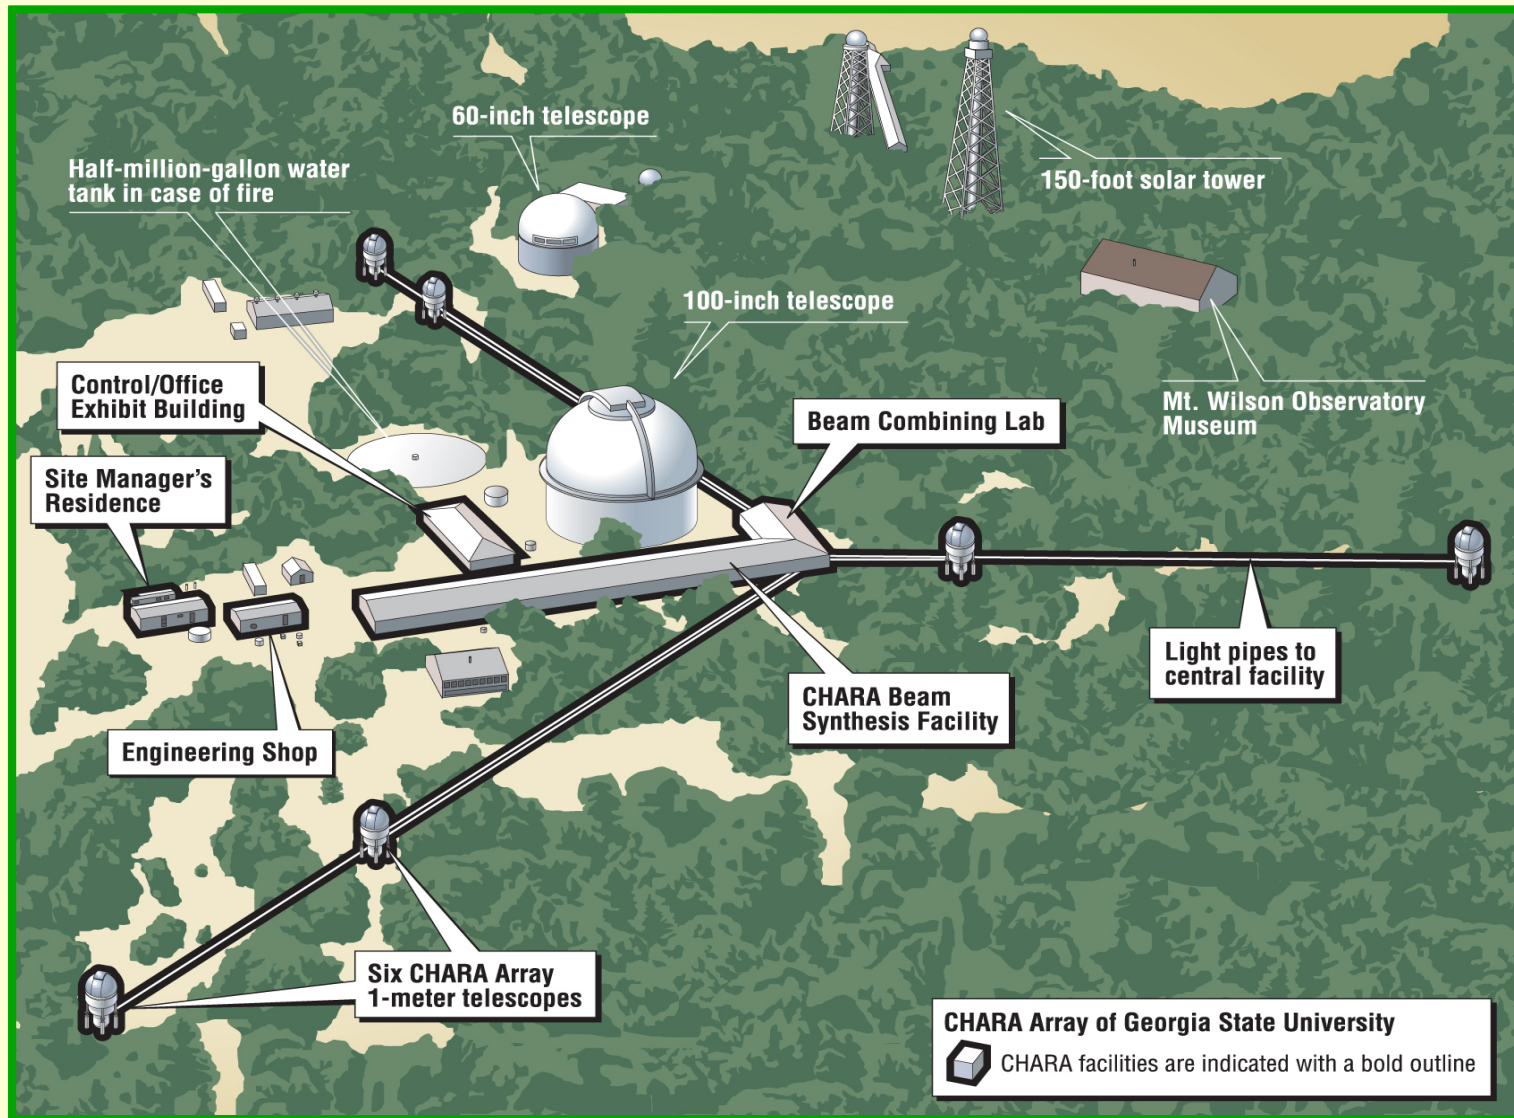 60-inch telescope
Half-million-gallon water
tank in case of fire
150-foot solar tower
100-inch telescope
Control/Office
Exhibit Building
Beam Combining Lab
Mt. Wilson Observatory
Museum
Site Manager's
Residence
Light pipes to
central facility
CHARA Beam
Synthesis Facility
Engineering Shop
Six CHARA Array
1-meter telescopes
CHARA Array of Georgia State University
CHARA facilities are indicated with a bold outline